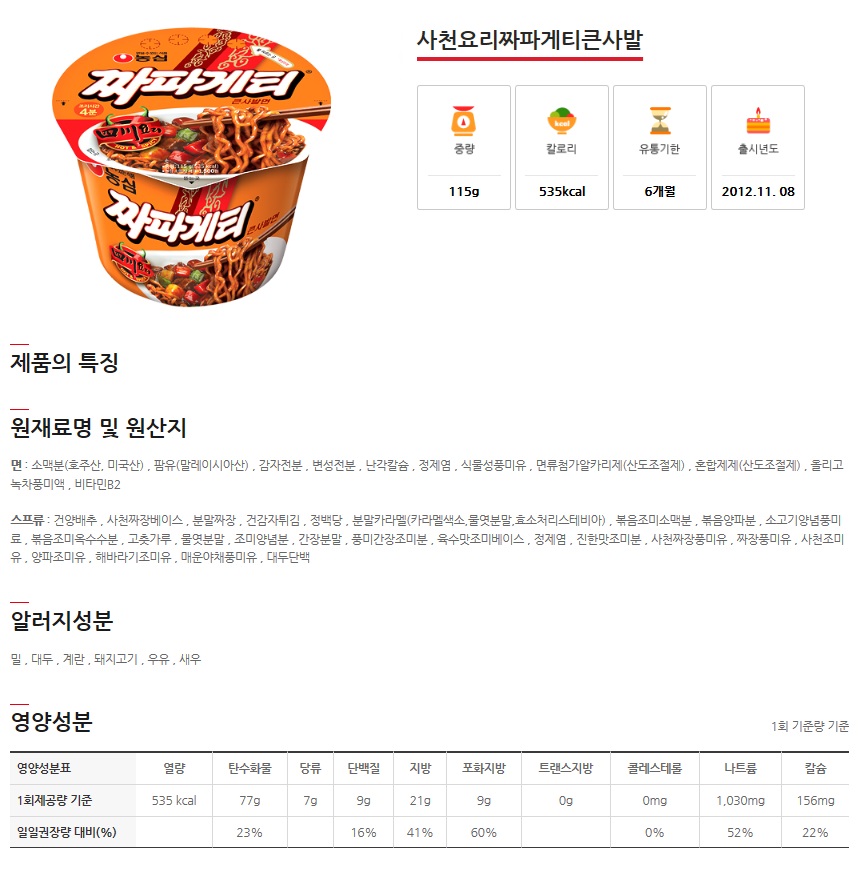 사천요리짜파게티큰사발
농심
짜파게티
큰사발면
조리시간
4분
사천요리
kcal
중량
칼로리
유통기한
출시년도
115g
535kcal
6개월
2012.11. 08
농심
짜파게티
큰사발면
사천요리
제품의 특징
원재료명 및 원산지
면 : 소맥분(호주산, 미국산) , 팜유(말레이시아산) , 감자전분 , 변성전분 , 난각칼슘 , 정제염 , 식물성풍미유 , 면류첨가알카리제(산도조절제) , 혼합제제(산도조절제) , 올리고
녹차풍미액 , 비타민B2
스프류 : 건양배추 , 사천짜장베이스 , 분말짜장 , 건감자튀김 , 정백당 , 분말카라멜(카라멜색소,물엿분말,효소처리스테비아) , 볶음조미소맥분 , 볶음양파분 , 소고기양념풍미
료 , 볶음조미옥수수분 , 고춧가루 , 물엿분말 , 조미양념분 , 간장분말 , 풍미간장조미분 , 육수맛조미베이스 , 정제염 , 진한맛조미분 , 사천짜장풍미유 , 짜장풍미유 , 사천조미
유 , 양파조미유 , 해바라기조미유 , 매운야채풍미유 , 대두단백
알러지성분
밀 , 대두 , 계란 , 돼지고기 , 우유 , 새우
영양성분
1회 기준량 기준
영양성분표 열량 탄수화물 당류 단백질 지방 포화지방 트랜스지방 콜레스테롤 나트륨 칼슘
1회제공량 기준 535 kcal 77g 7g 9g 21g 9g 0g 0mg 1,030mg 156mg
일일권장량 대비(%) 23% 16% 41% 60% 0% 52% 22%